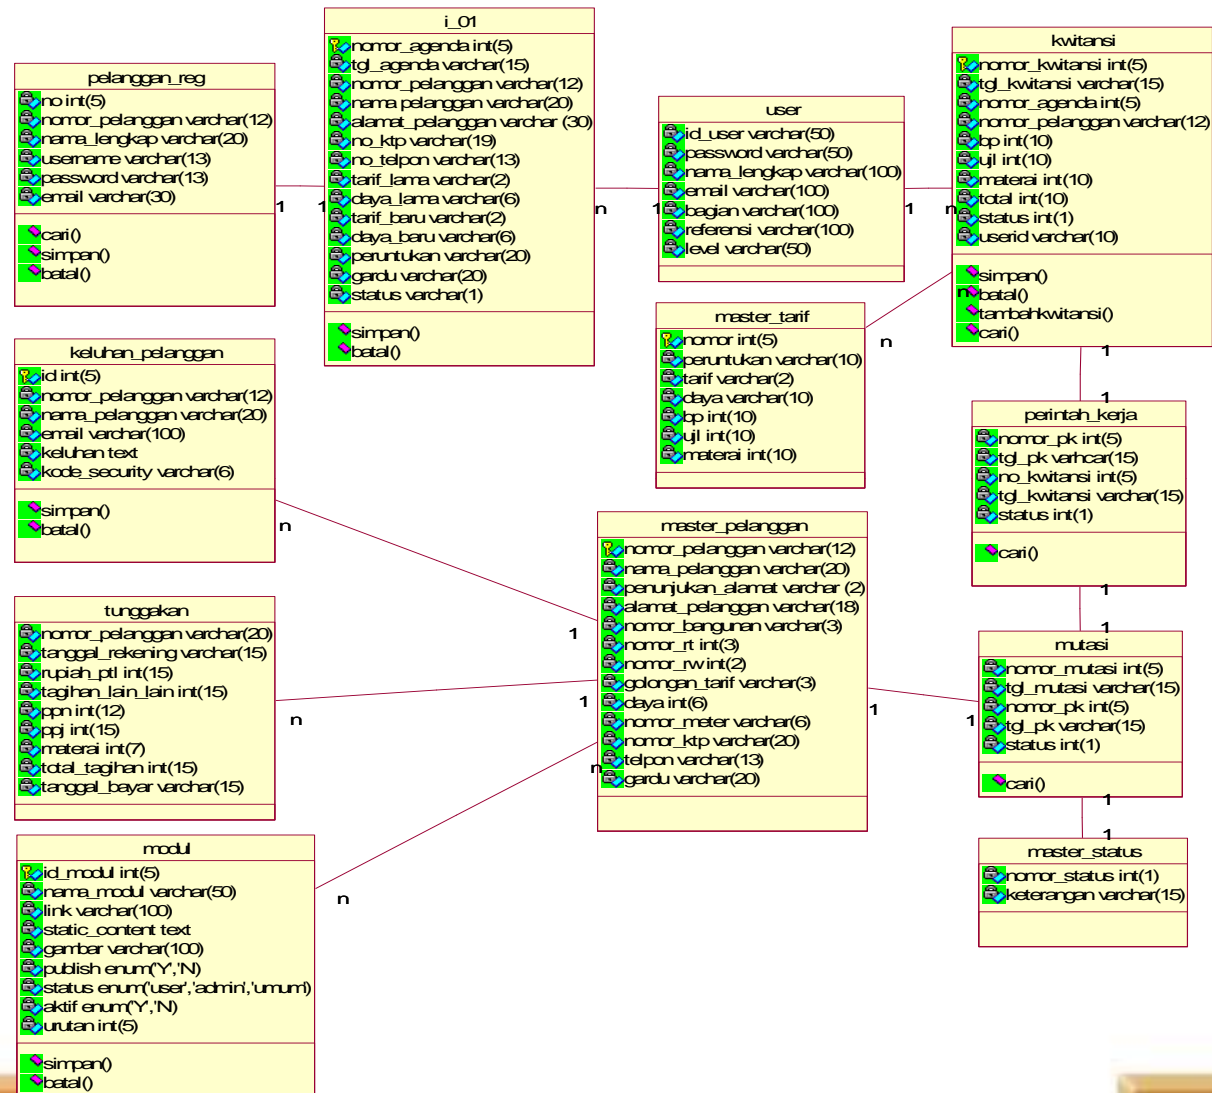 pelanggan_reg
no int(5)
nomor_pelanggan varchar(12)
nama_lengkap varchar(20)
username varchar(13)
password varchar(13)
email varchar(30)
cari()
simpan()
batal()
1
1
i_01
nomor_agenda int(5)
tgl_agenda varchar(15)
nomor_pelanggan varchar(12)
nama pelanggan varchar(20)
alamat_pelanggan varchar (30)
no_ktp varchar(19)
no_telpon varchar(13)
tarif_lama varchar(2)
daya_lama varchar(6)
tarif_baru varchar(2)
daya_baru varchar(6)
peruntukan varchar(20)
gardu varchar(20)
status varchar(1)
simpan()
batal()
n
1
user
id_user varchar(50)
password varchar(50)
nama_lengkap varchar(100)
email varchar(100)
bagian varchar(100)
referensi varchar(100)
level varchar(50)
1
n
kwitansi
nomor_kwitansi int(5)
tgl_kwitansi varchar(15)
nomor_agenda int(5)
nomor_pelanggan varchar(12)
bp int(10)
ujl int(10)
materai int(10)
total int(10)
status int(1)
userid varchar(10)
simpan()
batal()
tambahkwitansi()
cari()
n
n
1
1
master_tarif
nomor int(5)
peruntukan varchar(10)
tarif varchar(2)
daya varchar(10)
bp int(10)
ujl int(10)
materai int(10)
keluhan_pelanggan
id int(5)
nomor_pelanggan varchar(12)
nama_pelanggan varchar(20)
email varchar(100)
keluhan text
kode_security varchar(6)
simpan()
batal()
n
1
perintah_kerja
nomor_pk int(5)
tgl_pk varhcar(15)
no_kwitansi int(5)
tgl_kwitansi varchar(15)
status int(1)
cari()
1
1
master_pelanggan
nomor_pelanggan varchar(12)
nama_pelanggan varchar(20)
penunjukan_alamat varchar (2)
alamat_pelanggan varchar(18)
nomor_bangunan varchar(3)
nomor_rt int(3)
nomor_rw int(2)
golongan_tarif varchar(3)
daya int(6)
nomor_meter varchar(6)
nomor_ktp varchar(20)
telpon varchar(13)
gardu varchar(20)
1
1
tunggakan
nomor_pelanggan varchar(20)
tanggal_rekening varchar(15)
rupiah_ptl int(15)
tagihan_lain_lain int(15)
ppn int(12)
ppj int(15)
materai int(7)
total_tagihan int(15)
tanggal_bayar varchar(15)
n
1
mutasi
nomor_mutasi int(5)
tgl_mutasi varchar(15)
nomor_pk int(5)
tgl_pk varchar(15)
status int(1)
cari()
1
1
master_status
nomor_status int(1)
keterangan varchar(15)
modul
id_modul int(5)
nama_modul varchar(50)
link varchar(100)
static_content text
gambar varchar(100)
publish enum('Y','N)
status enum('user','admin','umum)
aktif enum('Y','N)
urutan int(5)
simpan()
batal()
n
n